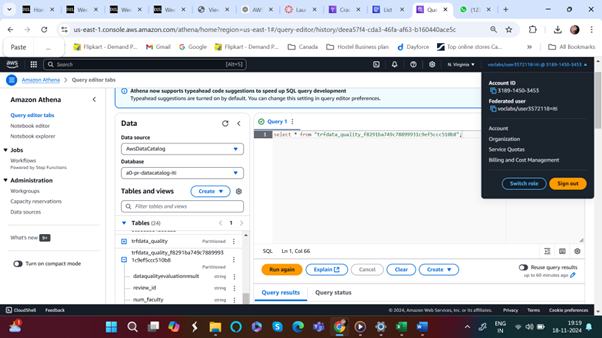 Ho
We
We
We
View
AW
Laun
Crea
List
Qu
(12
us-east-1.console.aws.amazon.com/athena/home?region=us-east-1#/query-editor/history/deea57f4-cda3-46fa-af63-b160440ace5c
Paste
...
Flipkart - Demand P...
Gmail
Google
Flipkart - Demand P...
Canada
Hostel Business plan
Dayforce
Top online stores Ca...
All Bookmarks
aws
Search
[Alt+S]
N. Virginia
voclabs/user3572118=iti @ 3189-1450-3453
Amazon Athena
Query editor tabs
Account ID
3189-1450-3453
Federated user
voclabs/user3572118=iti
Account
Organization
Service Quotas
Billing and Cost Management
Switch role
Sign out
Amazon Athena
Query editor tabs
Notebook editor
Notebook explorer
Jobs
Workflows
Powered by Step Functions
Administration
Workgroups
Capacity reservations
Data sources
What's new
9+
Turn on compact mode
Athena now supports typeahead code suggestions to speed up SQL query development
Typeahead suggestions are turned on by default. You can change this setting in query editor preferences.
Data
Data source
AwsDataCatalog
Database
a0-pr-datacatalog-iti
Tables and views
Create
Filter tables and views
Tables (24)
1
trfdata_quality
Partitioned
trfdata_quality_f8291ba749c7889993
1c9ef5ccc510b8
Partitioned
dataqualityevaluationresult
string
review_id
string
num_faculty
string
Query 1
1
select * from "trfdata_quality_f8291ba749c78899931c9ef5ccc510b8";
SQL
Ln 1, Col 66
Run again
Explain
Cancel
Clear
Create
Reuse query results
up to 60 minutes ago
Query results
Query status
CloudShell
Feedback
© 2024, Amazon Web Services, Inc. or its affiliates.
Privacy
Terms
Cookie preferences
ENG
IN
19:19
18-11-2024